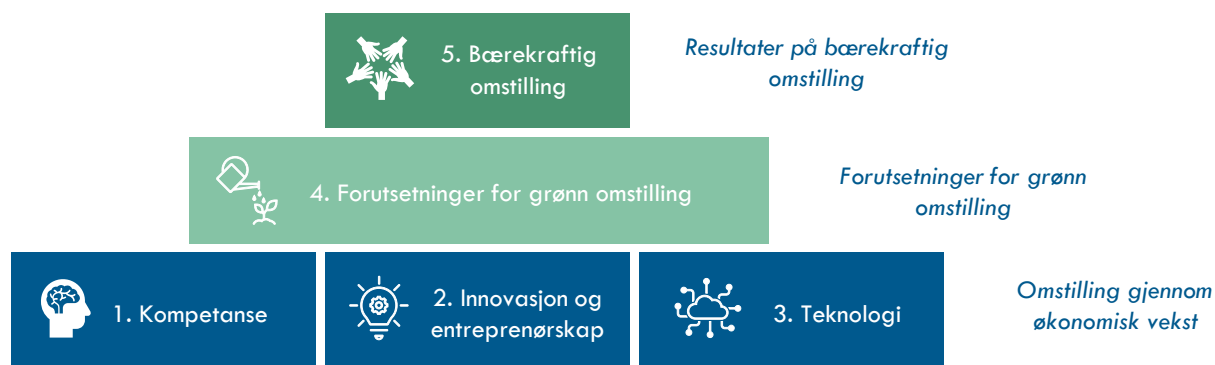 5. Bærekraftig
omstilling
Resultater på bærekraftig
omstilling
4. Forutsetninger for grønn omstilling
Forutsetninger for grønn
omstilling
1. Kompetanse
2. Innovasjon og
entreprenørskap
3. Teknologi
Omstilling gjennom
økonomisk vekst